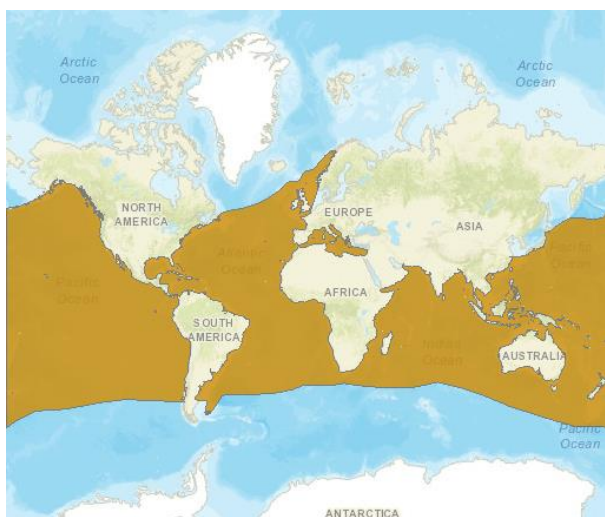 Arctic
Ocean
Arctic
Ocean
NORTH
AMERICA
EUROPE
ASIA
Atlantic
Ocean
Pacific
Ocean
Pacific
Ocean
AFRICA
SOUTH
AMERICA
Indian
Ocean
AUSTRALIA
Pacific
Ocean
ANTARCTICA